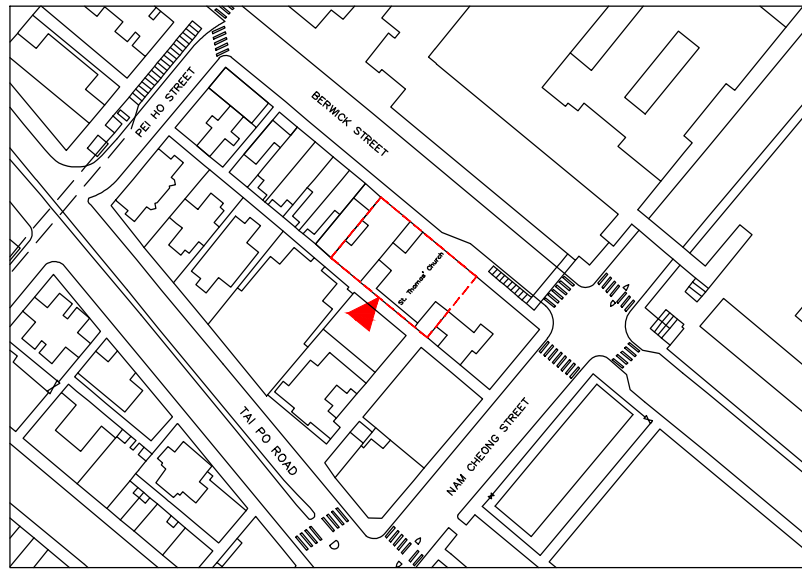 PEI HO STREET
BERWICK STREET
St. Thomas' Church
TAI PO ROAD
NAM CHEONG STREET